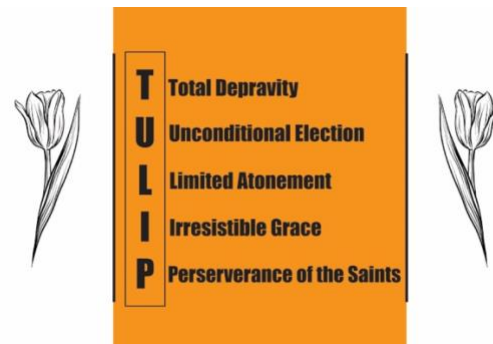 T Total Depravity
U Unconditional Election
L Limited Atonement
I Irresistible Grace
P Perserverance of the Saints